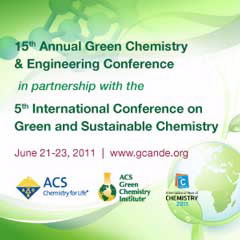 15th Annual Green Chemistry
& Engineering Conference
in partnership with the
5th International Conference on
Green and Sustainable Chemistry
June 21-23, 2011 | www.gcande.org
ACS
Chemistry for Life®
ACS
Green
Chemistry
Institute®
C
International Year of
CHEMISTRY
2011